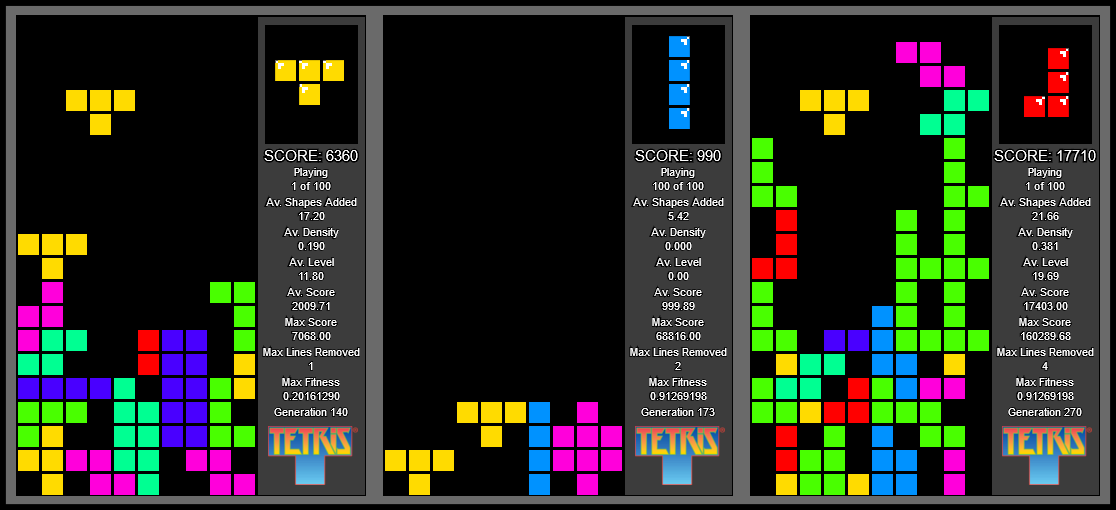 SCORE: 6360
Playing
1 of 100
Av. Shapes Added
17.20
Av. Density
0.190
Av. Level
11.80
Av. Score
2009.71
Max Score
7068.00
Max Lines Removed
1
Max Fitness
0.20161290
Generation 140
TETRIS
SCORE: 990
Playing
100 of 100
Av. Shapes Added
5.42
Av. Density
0.000
Av. Level
0.00
Av. Score
999.89
Max Score
68816.00
Max Lines Removed
2
Max Fitness
0.91269198
Generation 173
TETRIS
SCORE: 17710
Playing
1 of 100
Av. Shapes Added
21.66
Av. Density
0.381
Av. Level
19.69
Av. Score
17403.00
Max Score
160289.68
Max Lines Removed
4
Max Fitness
0.91269198
Generation 270
TETRIS